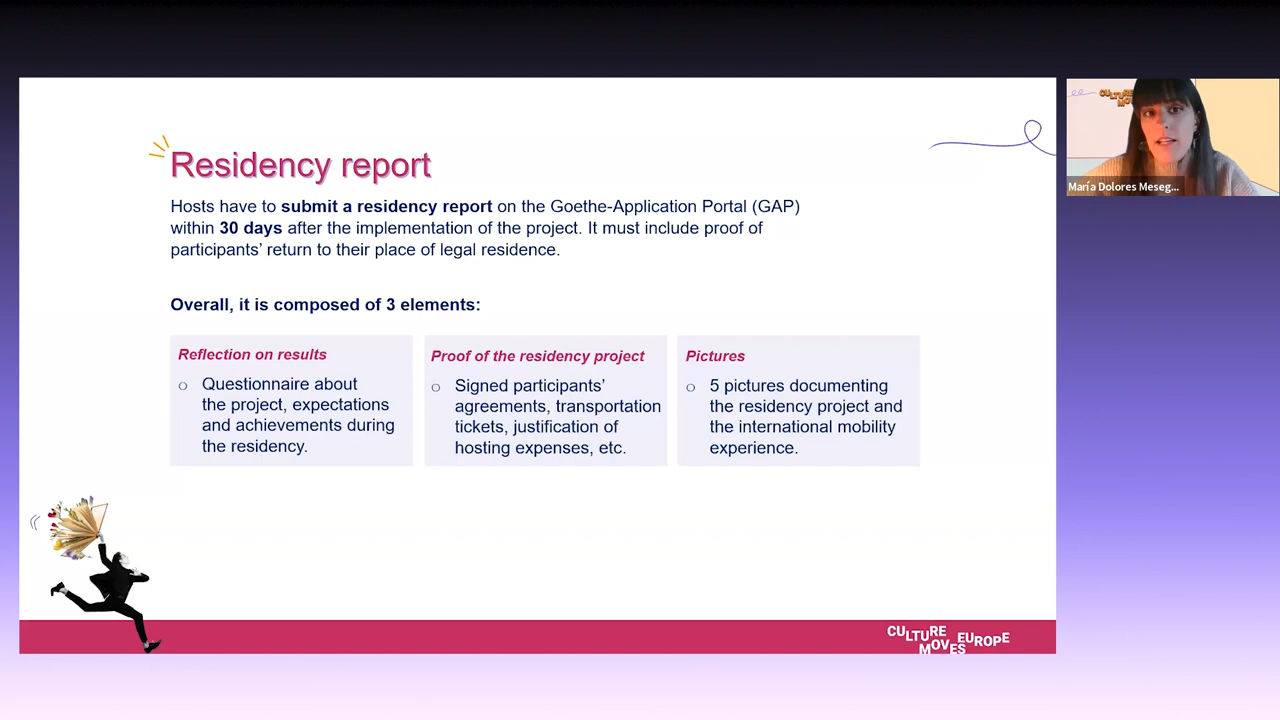 Residency report
Hosts have to submit a residency report on the Goethe-Application Portal (GAP)
within 30 days after the implementation of the project. It must include proof of
participants' return to their place of legal residence.
Overall, it is composed of 3 elements:
Reflection on results
o Questionnaire about
the project, expectations
and achievements during
the residency.
Proof of the residency project
o Signed participants'
agreements, transportation
tickets, justification of
hosting expenses, etc.
Pictures
o 5 pictures documenting
the residency project and
the international mobility
experience.
CULTURE
MOVES EUROPE
María Dolores Meseg...